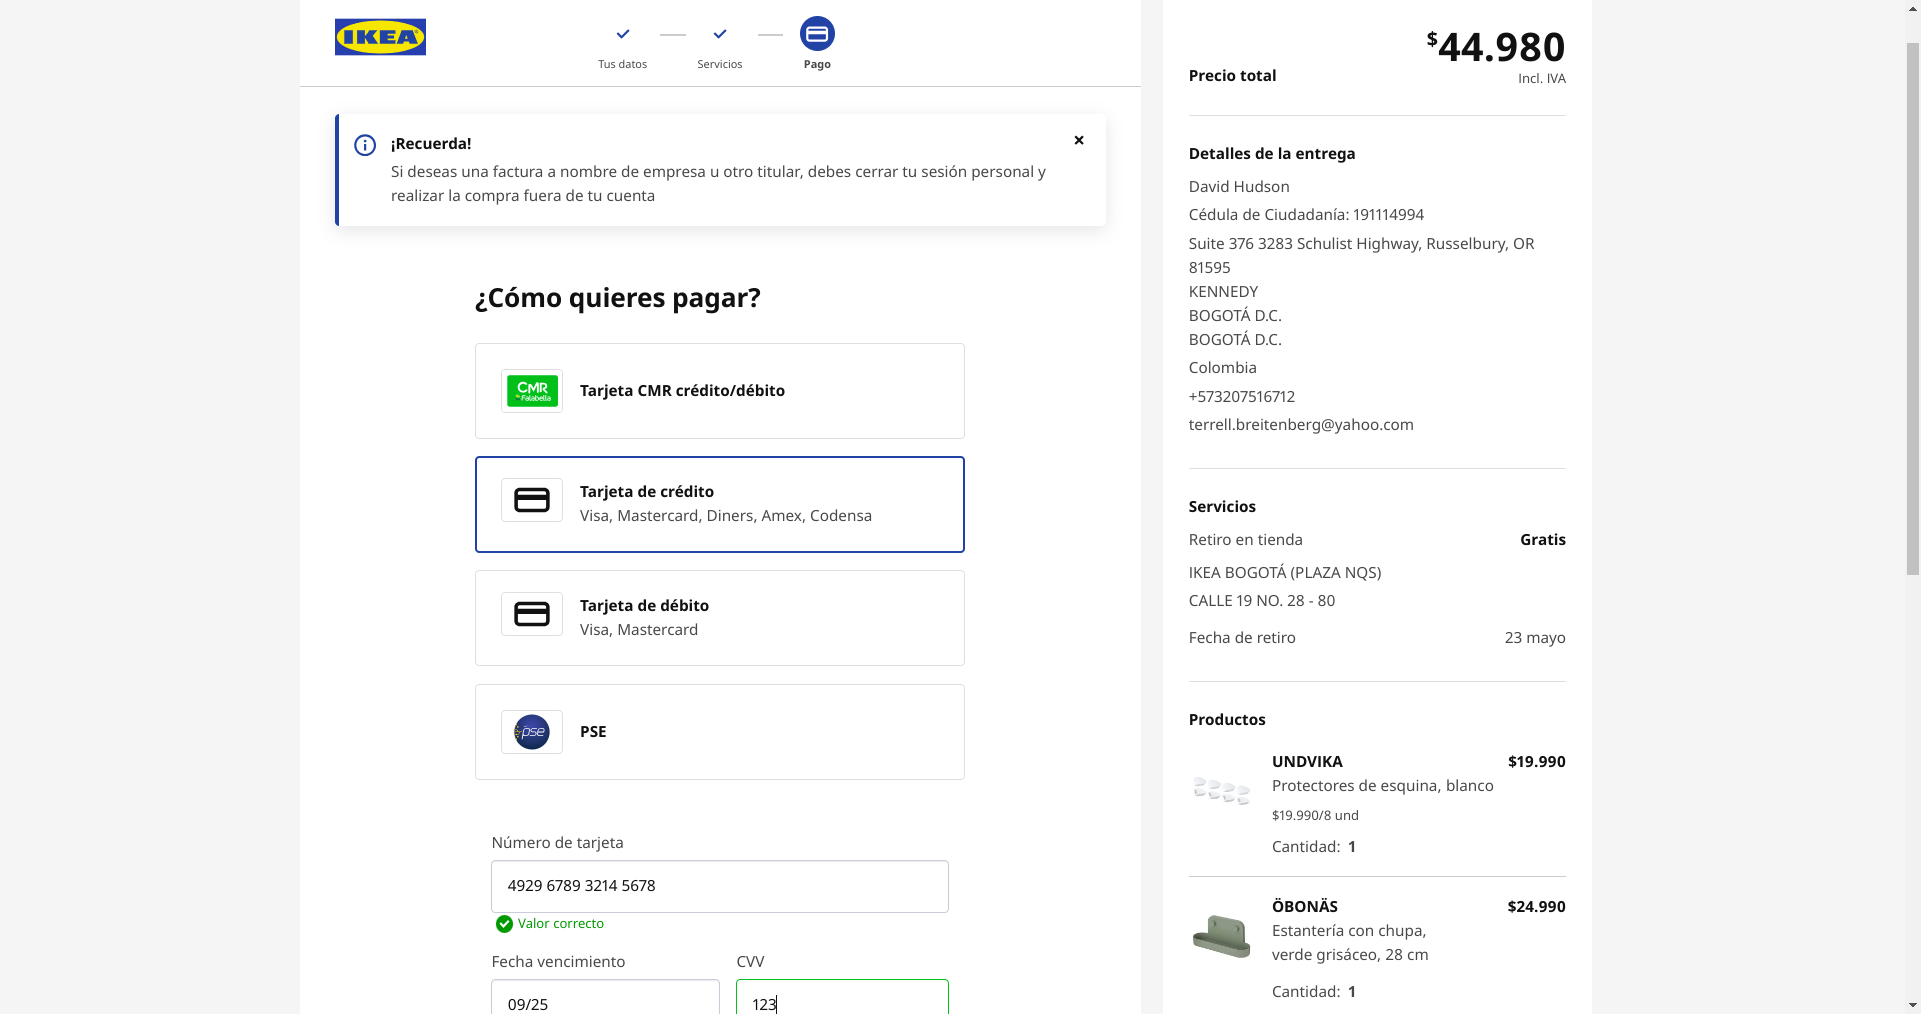 IKEA
Tus datos
Servicios
Pago
¡Recuerda!
Si deseas una factura a nombre de empresa u otro titular, debes cerrar tu sesión personal y
realizar la compra fuera de tu cuenta
¿Cómo quieres pagar?
CMR
Falabella
Tarjeta CMR crédito/débito
Tarjeta de crédito
Visa, Mastercard, Diners, Amex, Codensa
Tarjeta de débito
Visa, Mastercard
pse
PSE
Número de tarjeta
4929 6789 3214 5678
Valor correcto
Fecha vencimiento
CVV
09/25
123
$44.980
Precio total
Incl. IVA
Detalles de la entrega
David Hudson
Cédula de Ciudadanía: 191114994
Suite 376 3283 Schulist Highway, Russelbury, OR
81595
KENNEDY
BOGOTÁ D.C.
BOGOTÁ D.C.
Colombia
+573207516712
terrell.breitenberg@yahoo.com
Servicios
Retiro en tienda Gratis
IKEA BOGOTÁ (PLAZA NQS)
CALLE 19 NO. 28 - 80
Fecha de retiro 23 mayo
Productos
UNDVIKA $19.990
Protectores de esquina, blanco
$19.990/8 und
Cantidad: 1
ÖBONÄS $24.990
Estantería con chupa,
verde grisáceo, 28 cm
Cantidad: 1